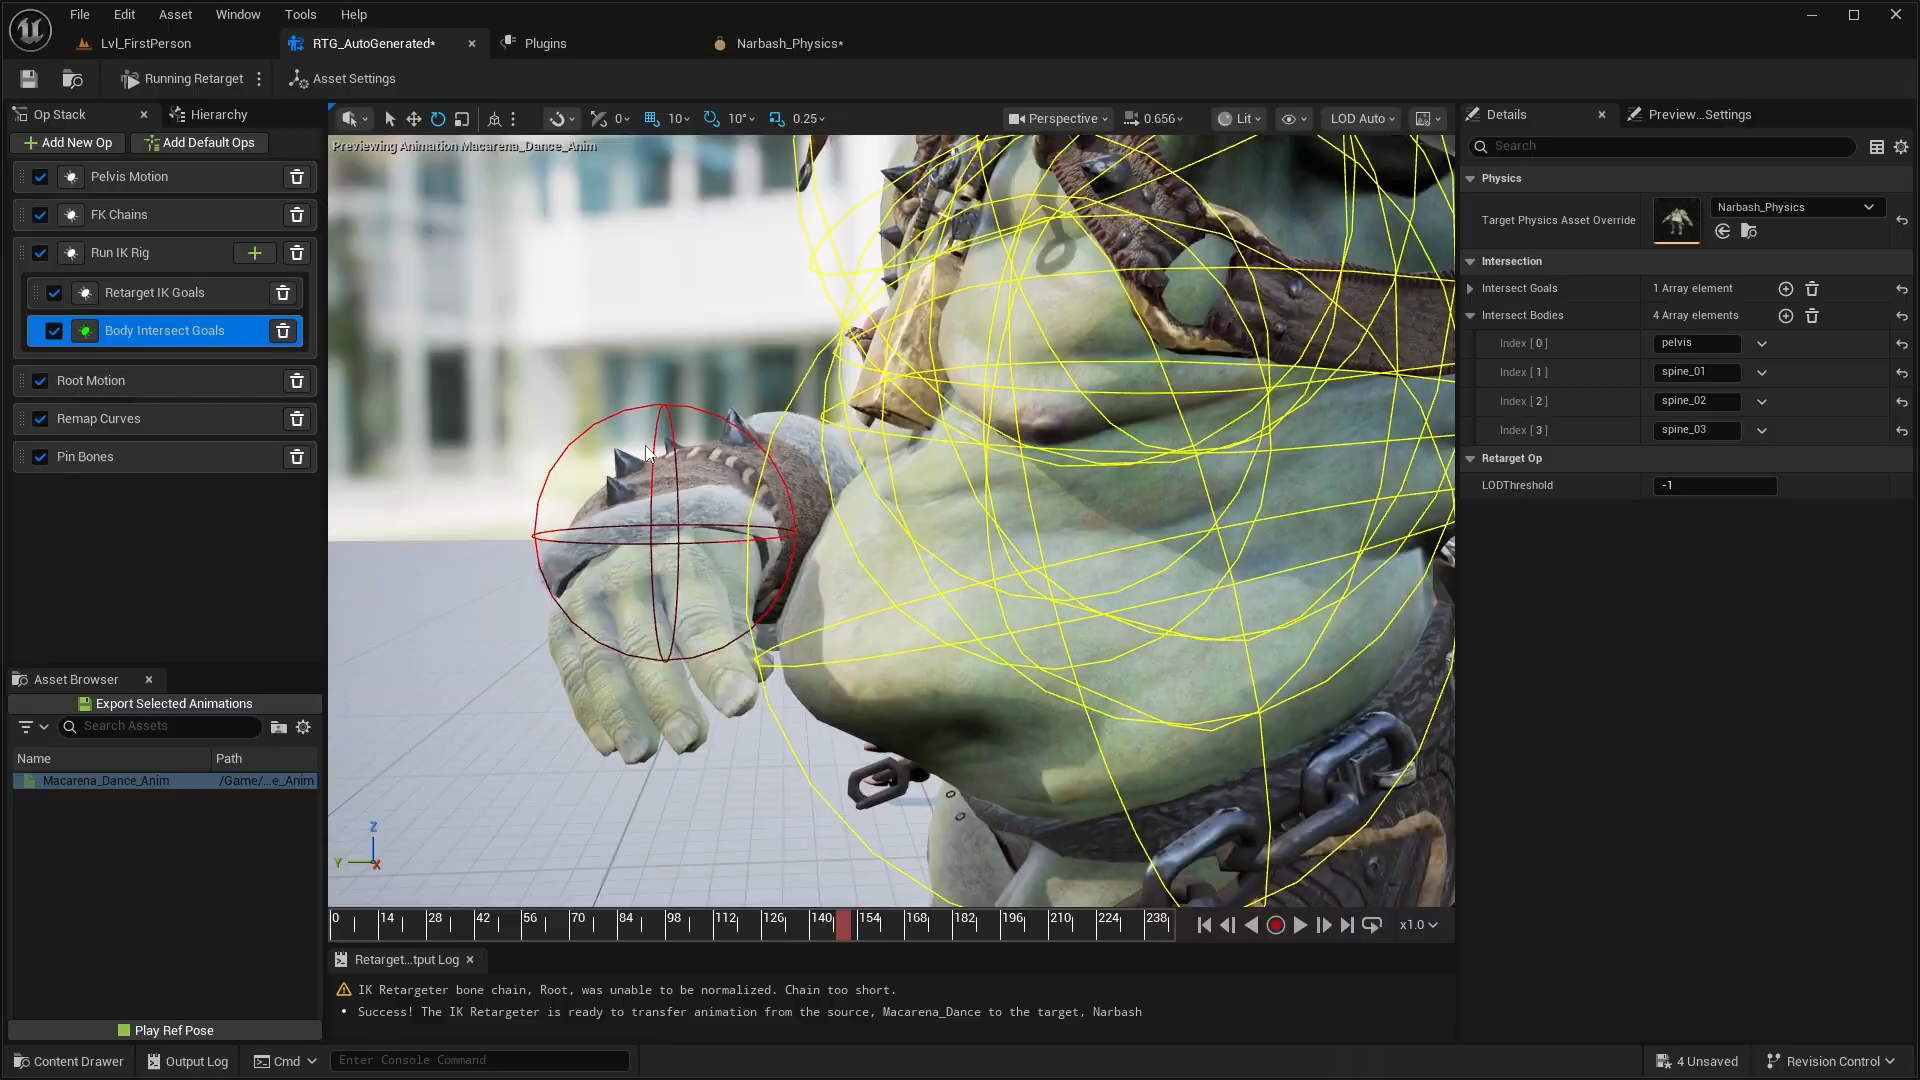 File Edit Asset Window Tools Help
Lvl_FirstPerson RTG_AutoGenerated* Plugins Narbash_Physics*
Running Retarget Asset Settings
Op Stack Hierarchy
Add New Op Add Default Ops
Pelvis Motion
FK Chains
Run IK Rig
Retarget IK Goals
Body Intersect Goals
Root Motion
Remap Curves
Pin Bones
Asset Browser
Export Selected Animations
Search Assets
Name Path
Macarena_Dance_Anim /Game/...e_Anim
Play Ref Pose
0 10 10° 0.25 Perspective 0.656 Lit LOD Auto
Previewing Animation Macarena_Dance_Anim
Z
Y X
0 14 28 42 56 70 84 98 112 126 140 154 168 182 196 210 224 238 x1.0
Retarget...tput Log
IK Retargeter bone chain, Root, was unable to be normalized. Chain too short.
• Success! The IK Retargeter is ready to transfer animation from the source, Macarena_Dance to the target, Narbash
Details Preview...Settings
Search
Physics
Target Physics Asset Override Narbash_Physics
Intersection
Intersect Goals 1 Array element
Intersect Bodies 4 Array elements
Index [ 0 ] pelvis
Index [ 1 ] spine_01
Index [ 2 ] spine_02
Index [ 3 ] spine_03
Retarget Op
LODThreshold -1
Content Drawer Output Log Cmd Enter Console Command 4 Unsaved Revision Control